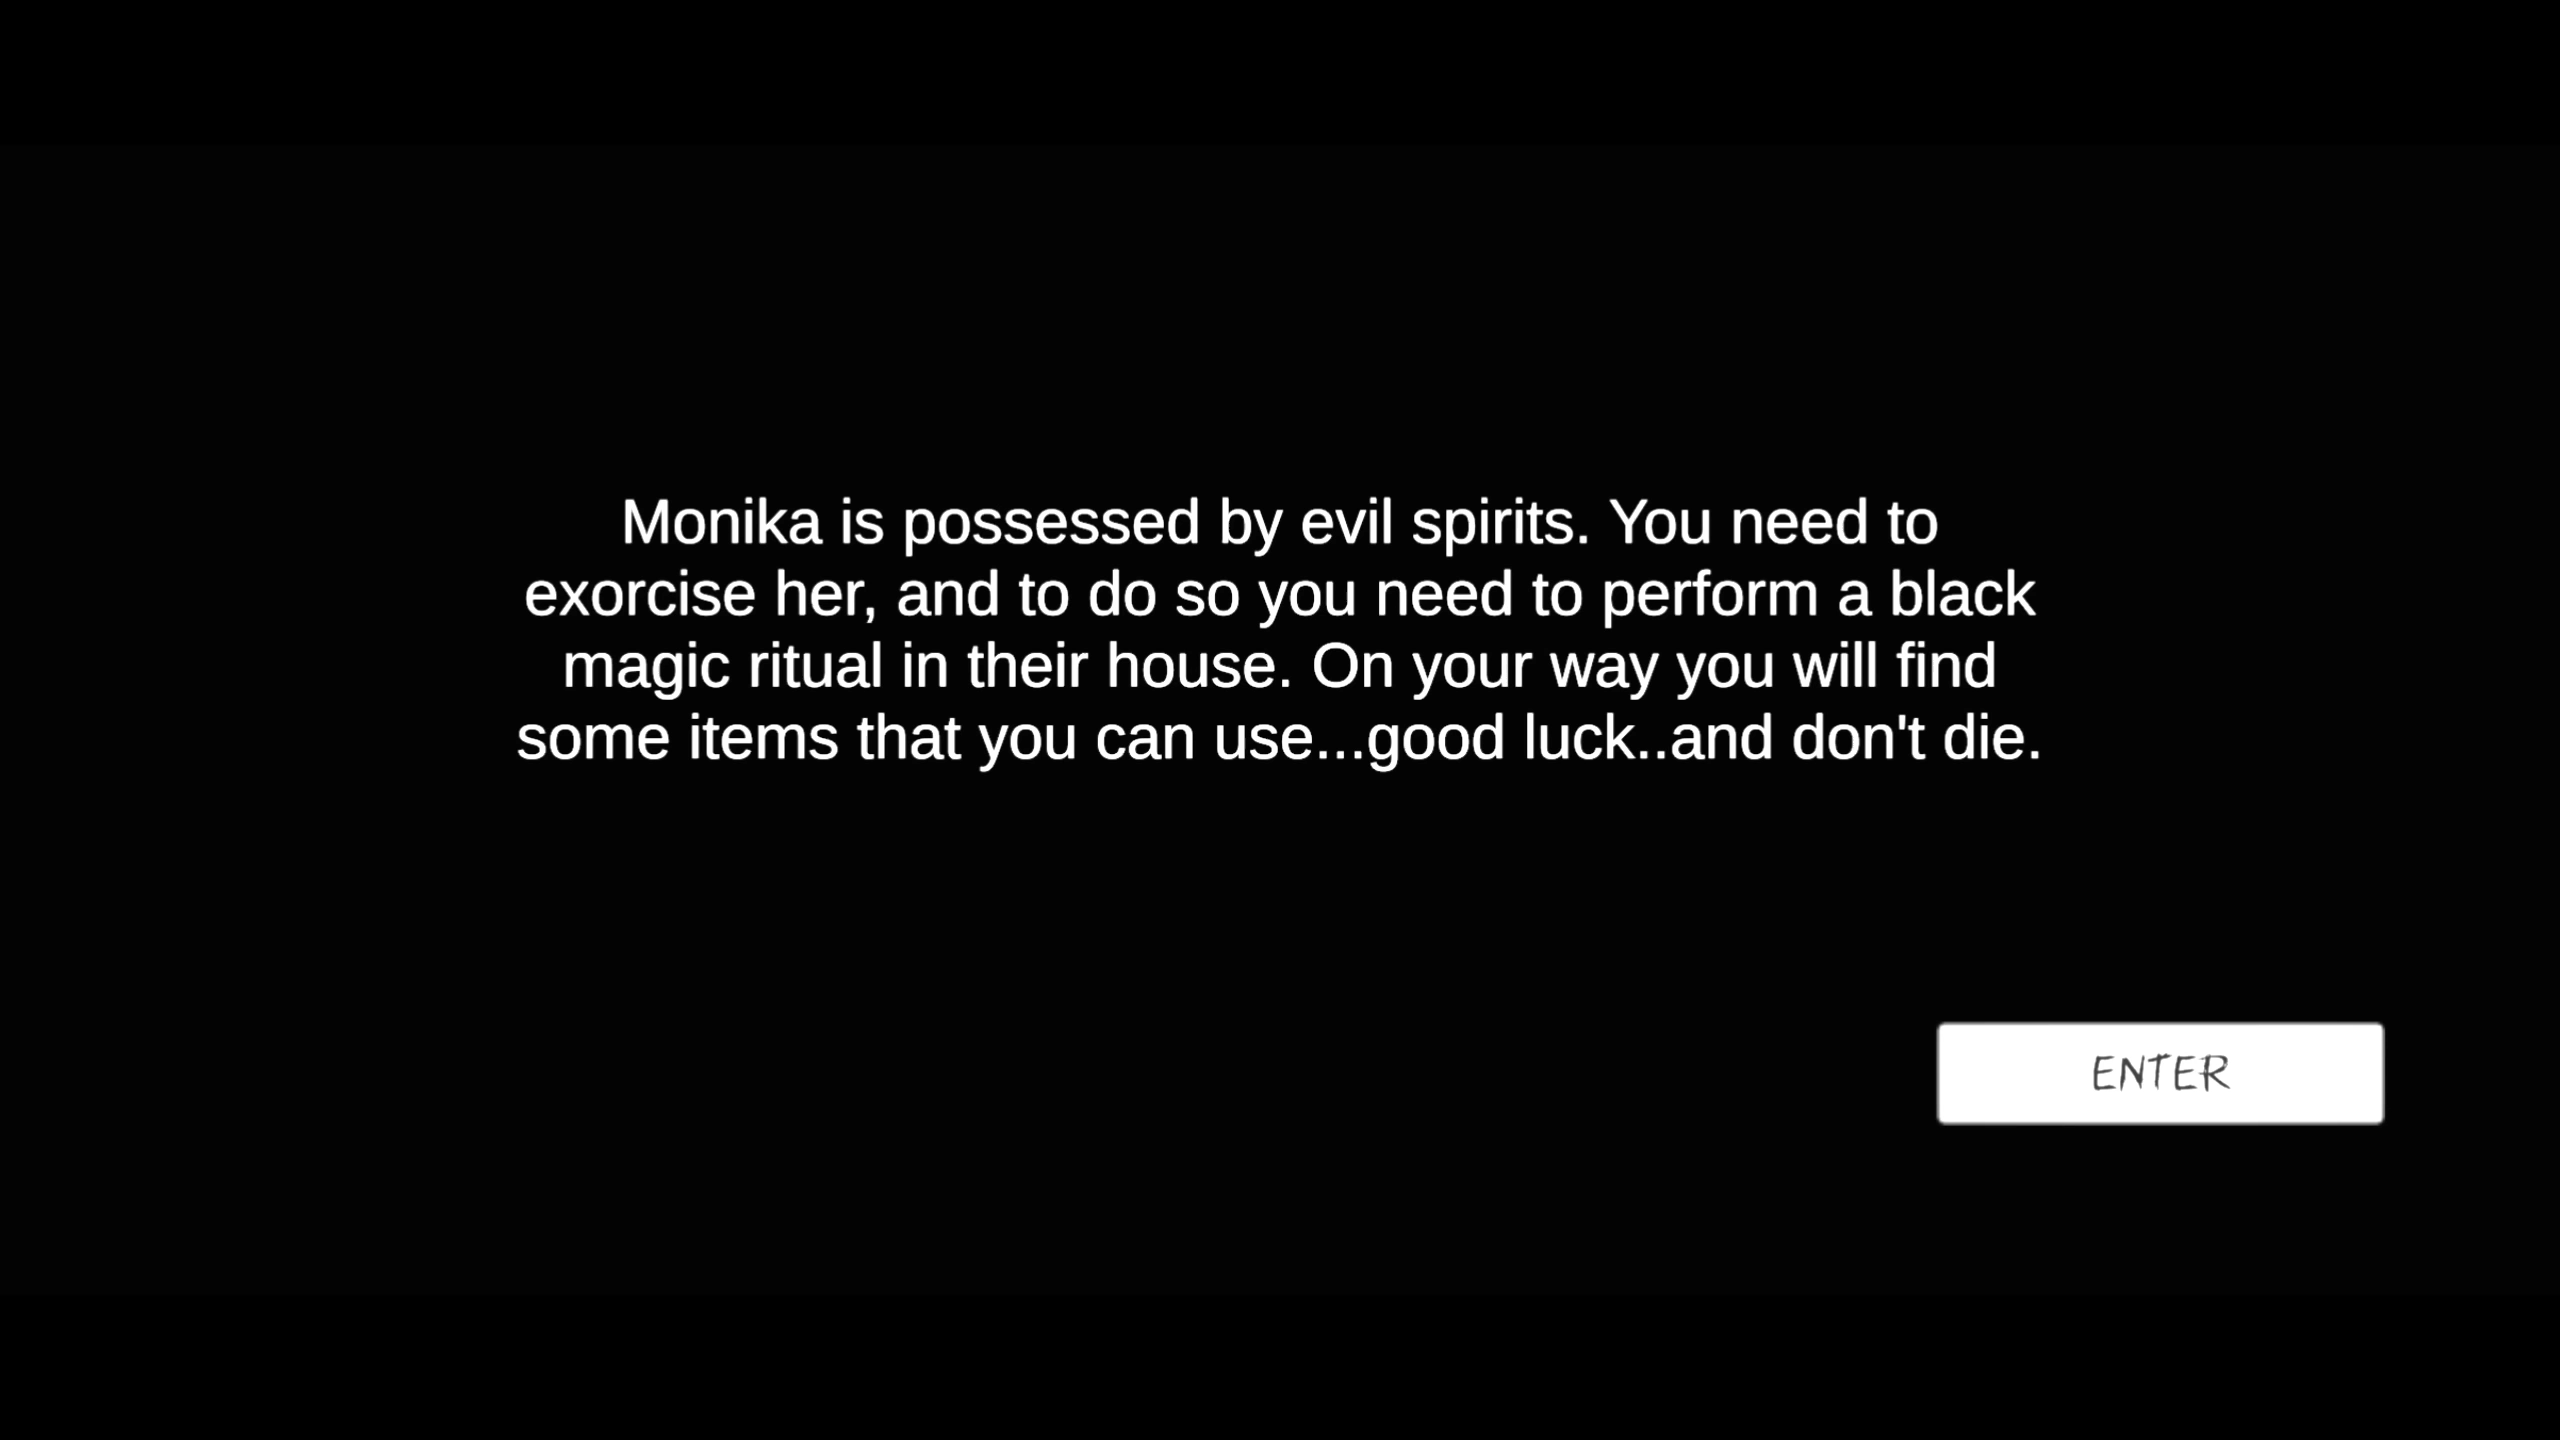 Monika is possessed by evil spirits. You need to
exorcise her, and to do so you need to perform a black
magic ritual in their house. On your way you will find
some items that you can use...good luck..and don't die.
ENTER